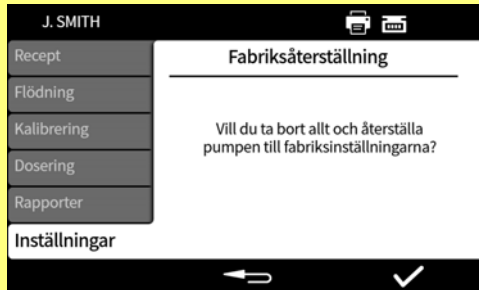 J. SMITH
Recept
Flödning
Kalibrering
Dosering
Rapporter
Inställningar
Fabriksåterställning
Vill du ta bort allt och återställa
pumpen till fabriksinställningarna?